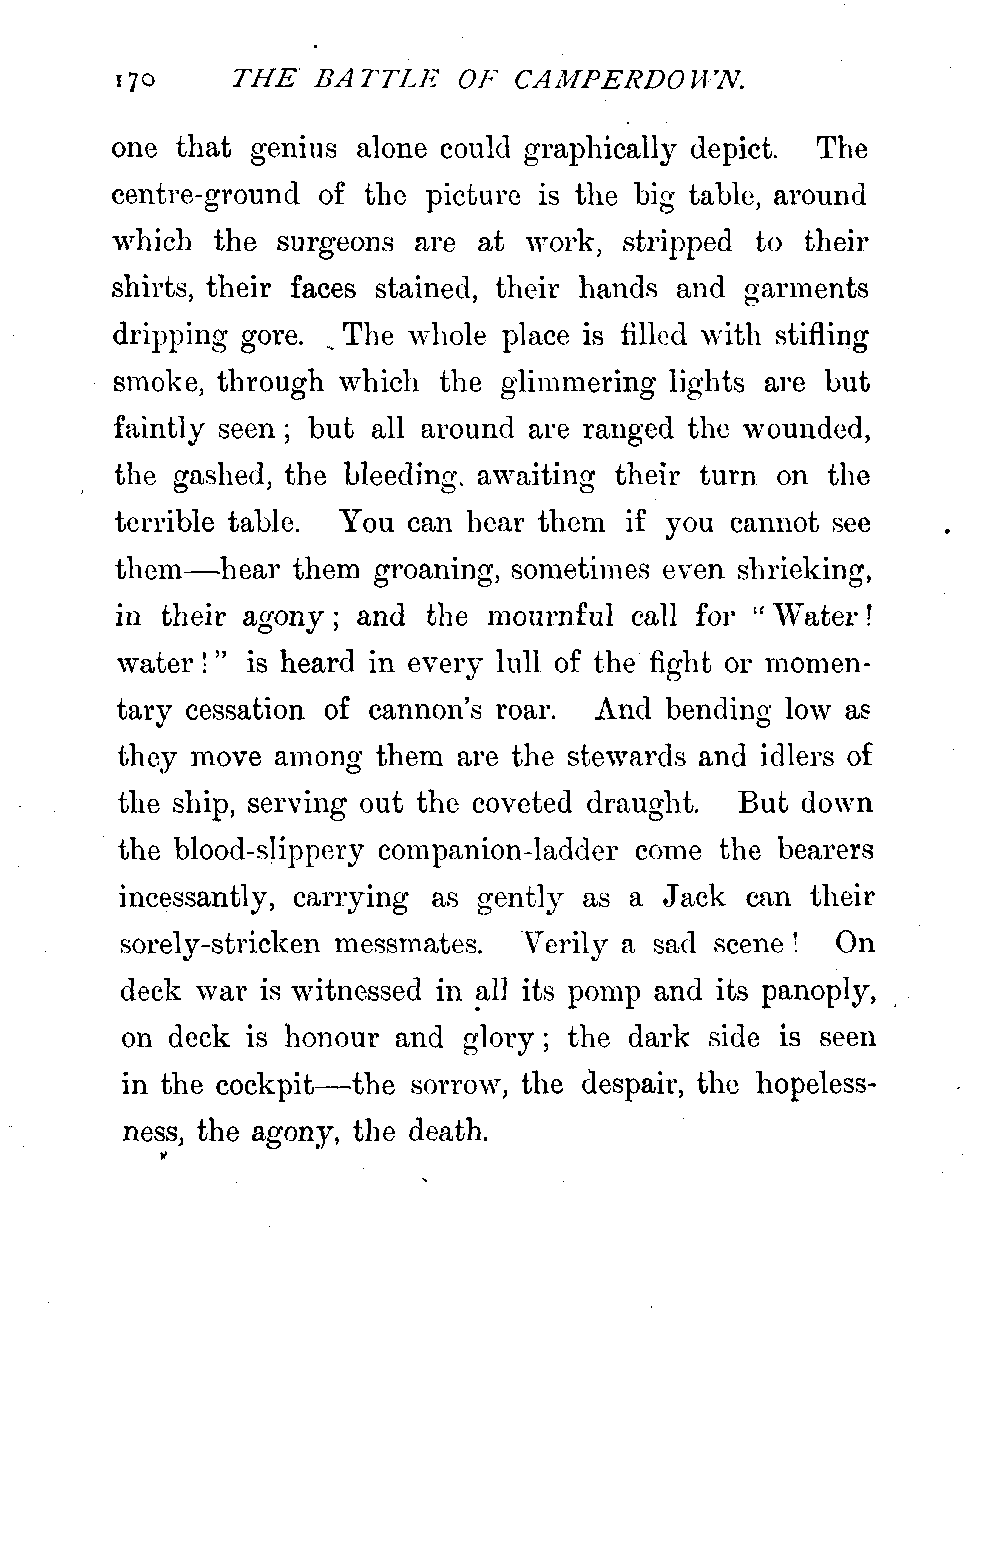 170 THE BATTLE OF CAMPERDOWN.
one that genius alone could graphically depict. The
centre-ground of the picture is the big table, around
which the surgeons are at work, stripped to their
shirts, their faces stained, their hands and garments
dripping gore. The whole place is filled with stifling
smoke, through which the glimmering lights are but
faintly seen; but all around are ranged the wounded,
the gashed, the bleeding, awaiting their turn on the
terrible table. You can hear them if you cannot see
them—hear them groaning, sometimes even shrieking,
in their agony; and the mournful call for "Water!
water!" is heard in every lull of the fight or momen-
tary cessation of cannon's roar. And bending low as
they move among them are the stewards and idlers of
the ship, serving out the coveted draught. But down
the blood-slippery companion-ladder come the bearers
incessantly, carrying as gently as a Jack can their
sorely-stricken messmates. Verily a sad scene! On
deck war is witnessed in all its pomp and its panoply,
on deck is honour and glory; the dark side is seen
in the cockpit—the sorrow, the despair, the hopeless-
ness, the agony, the death.